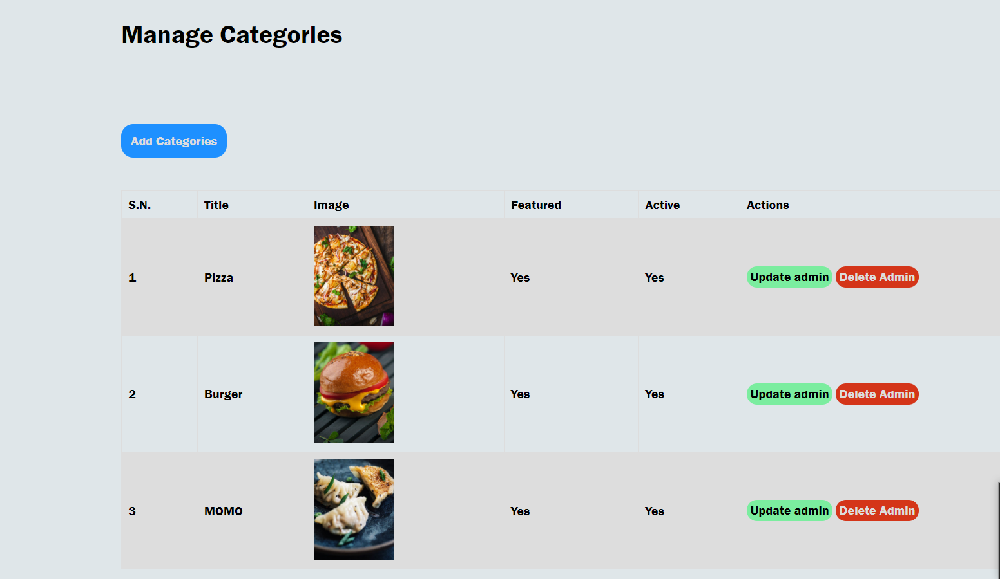 Manage Categories
Add Categories
S.N. Title Image Featured Active Actions
1 Pizza Yes Yes Update admin Delete Admin
2 Burger Yes Yes Update admin Delete Admin
3 MOMO Yes Yes Update admin Delete Admin